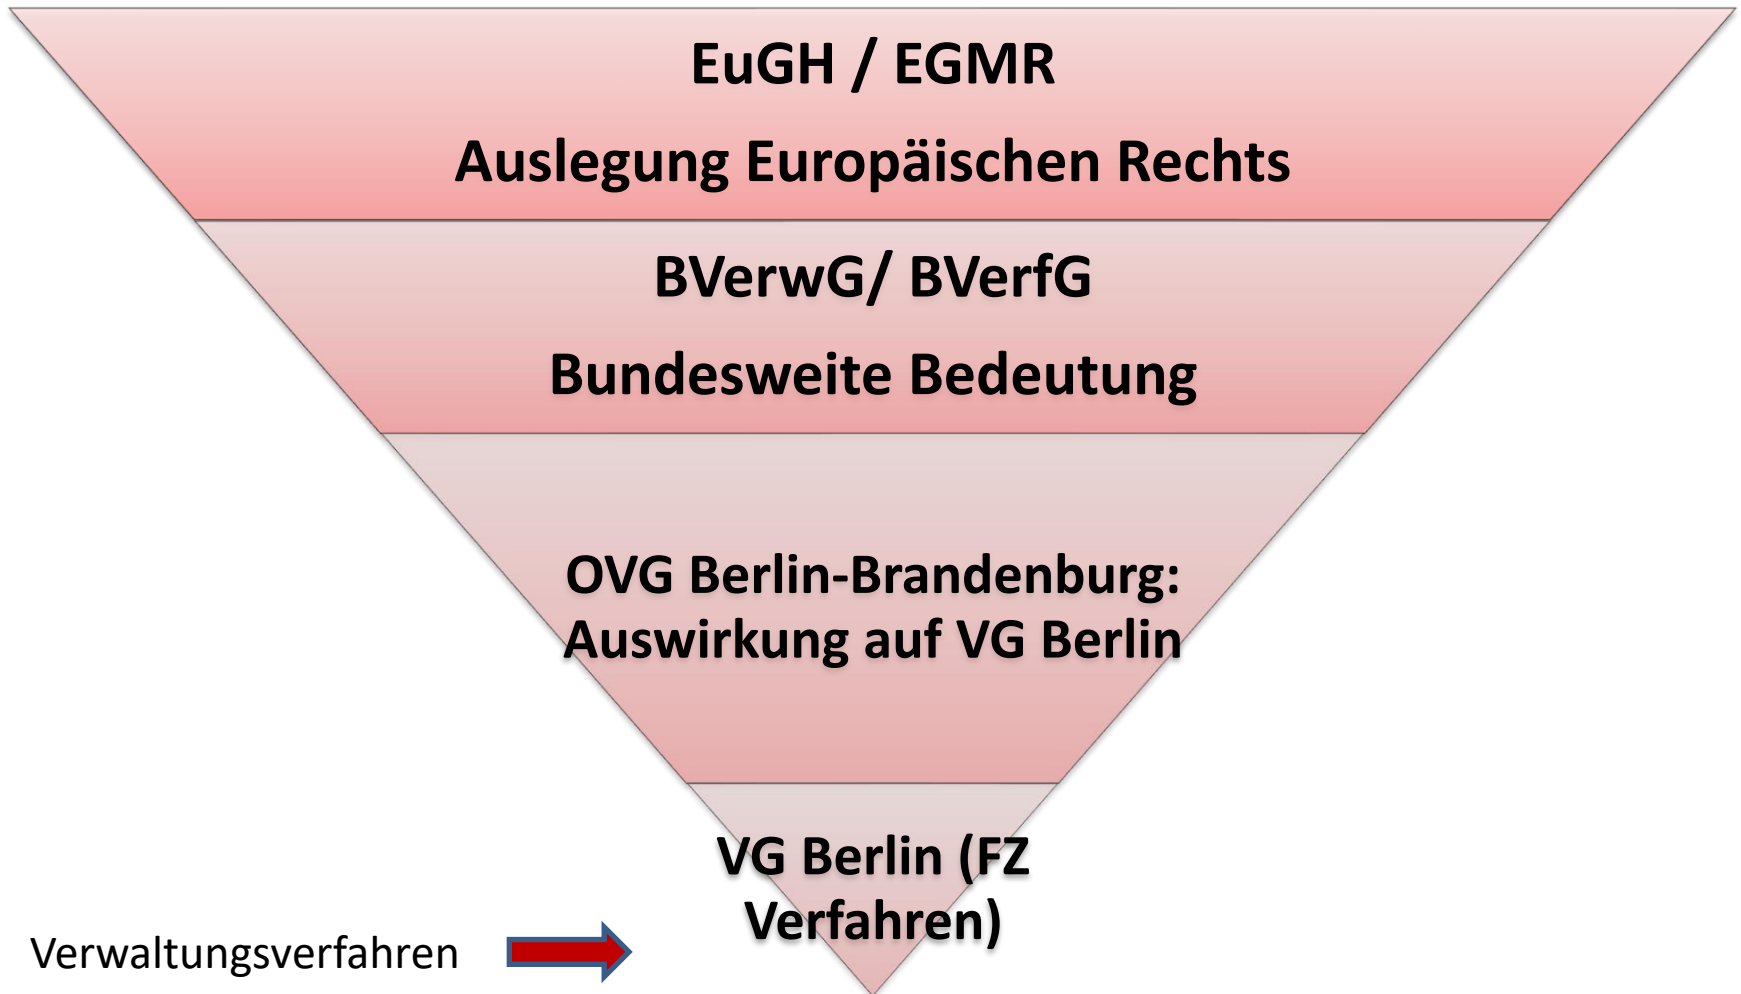 EuGH / EGMR
Auslegung Europäischen Rechts
BVerwG/ BVerfG
Bundesweite Bedeutung
OVG Berlin-Brandenburg:
Auswirkung auf VG Berlin
VG Berlin (FZ
Verfahren)
Verwaltungsverfahren